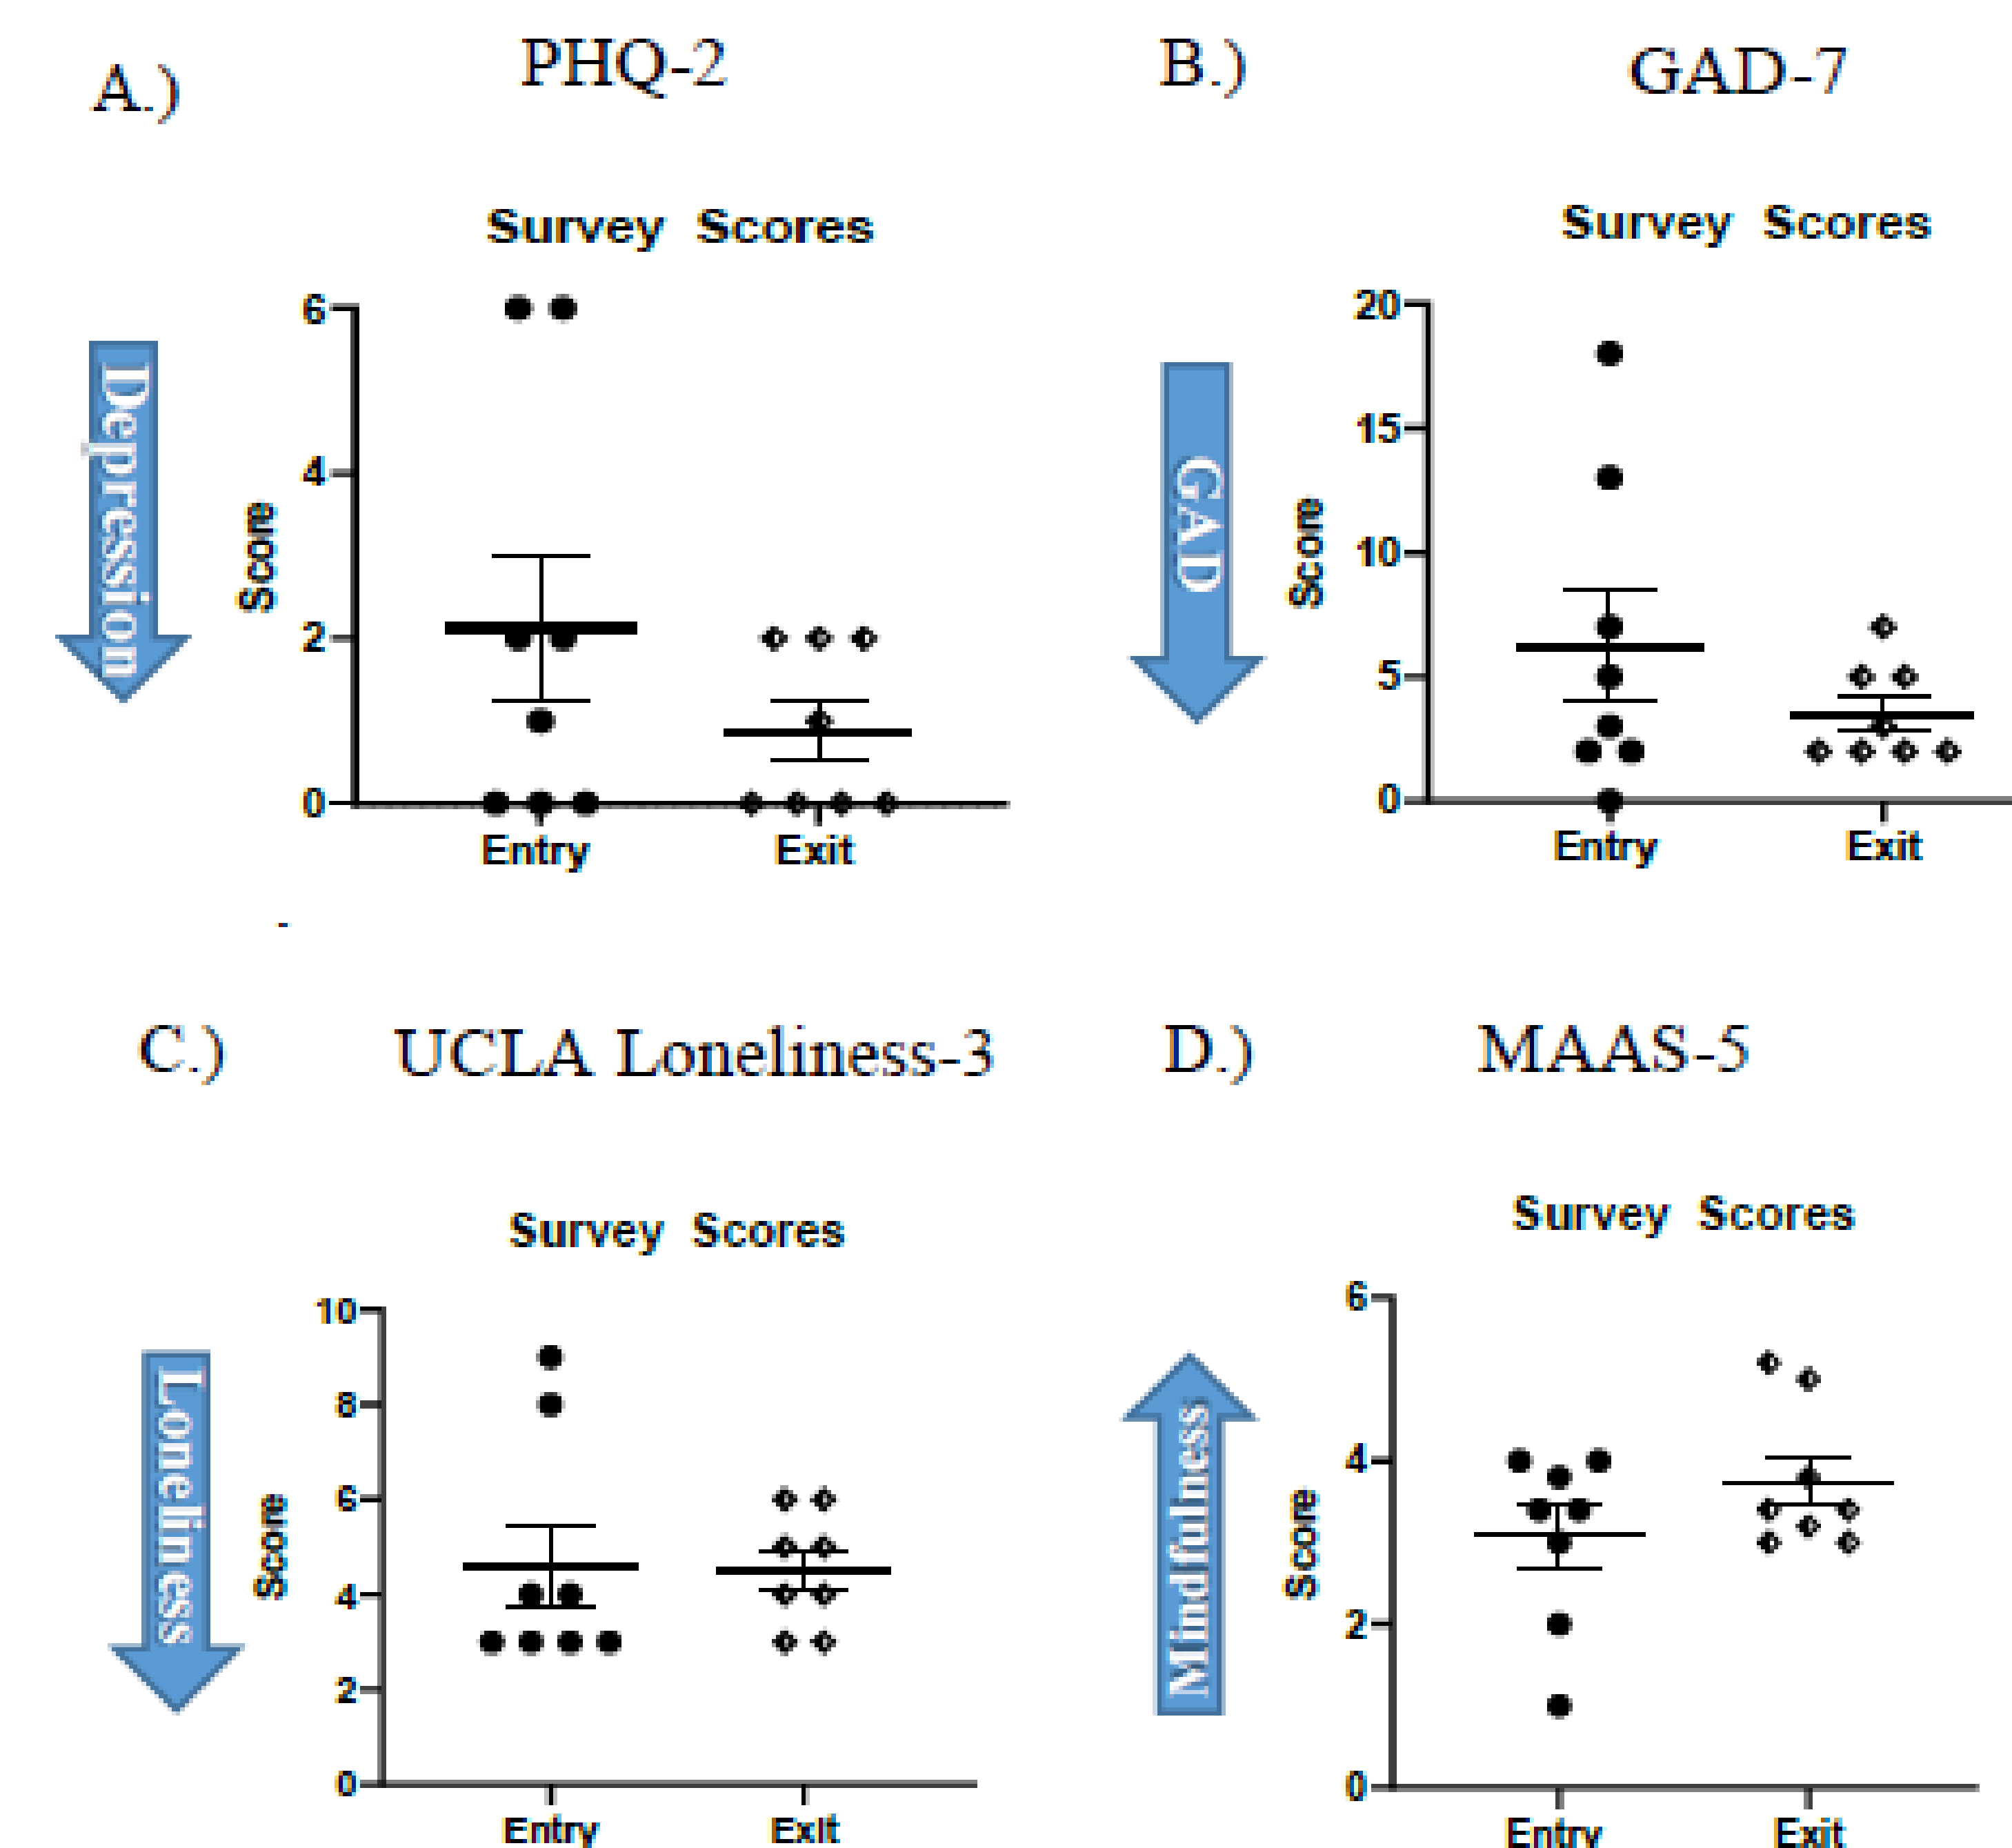 A.)
PHQ-2
Survey Scores
Depression
Score
6
4
2
0
Entry
Exit
B.)
GAD-7
Survey Scores
GAD
Score
20
15
10
5
0
Entry
Exit
C.)
UCLA Loneliness-3
Survey Scores
Loneliness
Score
10
8
6
4
2
0
Entry
Exit
D.)
MAAS-5
Survey Scores
Mindfulness
Score
6
4
2
0
Entry
Exit